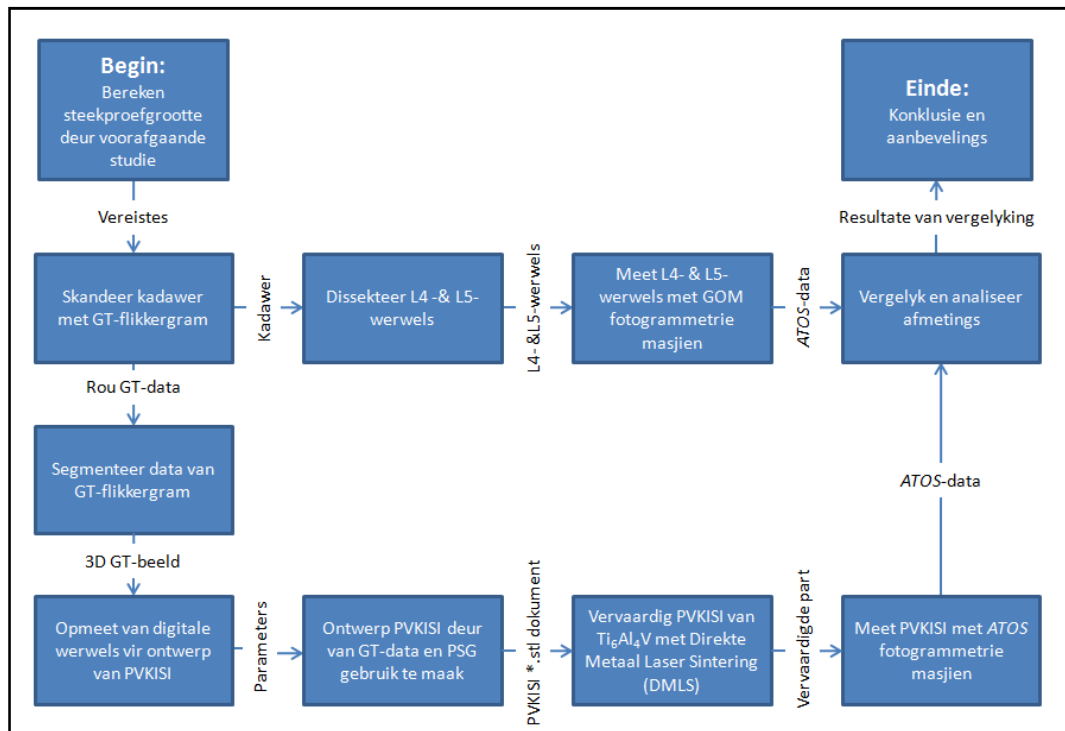 Begin:
Bereken
steekproefgrootte
deur voorafgaande
studie
Einde:
Konklusie en
aanbevelings
Vereistes
Resultate van vergelyking
Skandeer kadawer
met GT-flikkergram
Kadawer
Dissekteer L4 -& L5-
werwels
L4- &L5-werwels
Meet L4- & L5-
werwels met GOM
fotogrammetrie
masjien
ATOS-data
Vergelyk en analiseer
afmetings
Rou GT-data
Segmenteer data van
GT-flikkergram
ATOS-data
3D GT-beeld
Opmeet van digitale
werwels vir ontwerp
van PVKISI
Parameters
Ontwerp PVKISI deur
van GT-data en PSG
gebruik te maak
PVKISI *.stl dokument
Vervaardig PVKISI van
Ti₆Al₄V met Direkte
Metaal Laser Sintering
(DMLS)
Vervaardigde part
Meet PVKISI met ATOS
fotogrammetrie
masjien